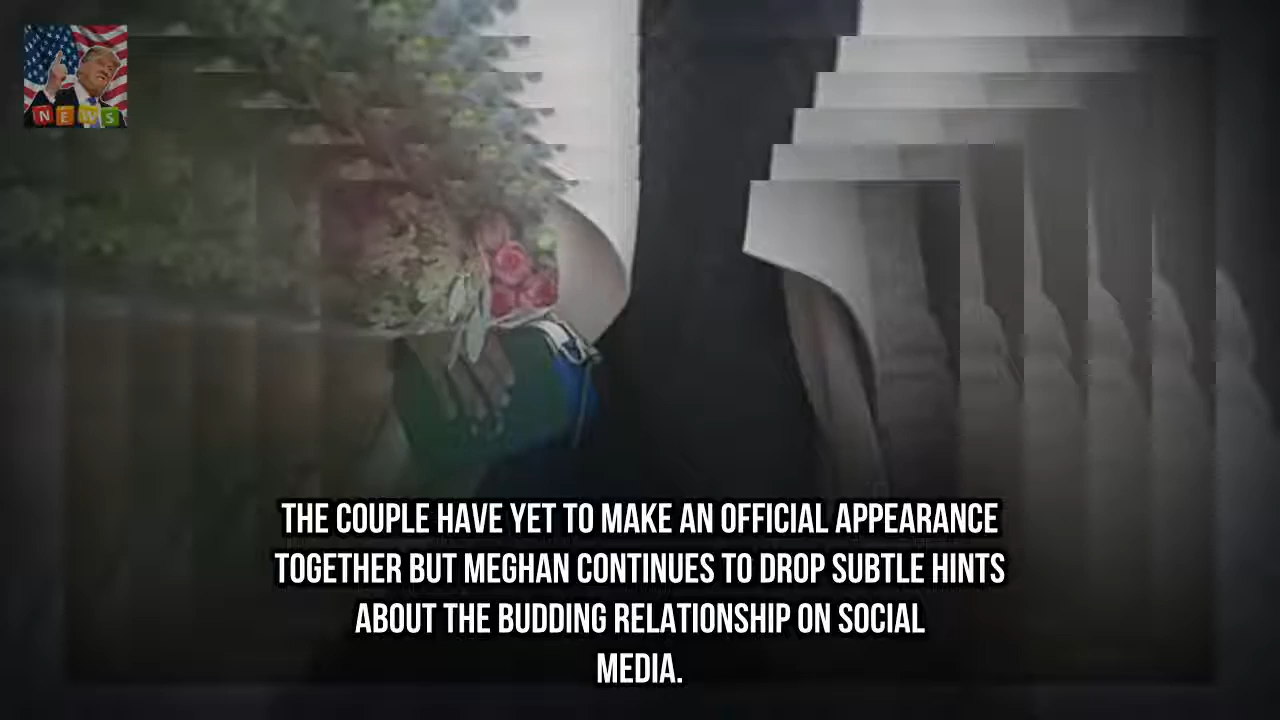 NEWS
THE COUPLE HAVE YET TO MAKE AN OFFICIAL APPEARANCE
TOGETHER BUT MEGHAN CONTINUES TO DROP SUBTLE HINTS
ABOUT THE BUDDING RELATIONSHIP ON SOCIAL
MEDIA.